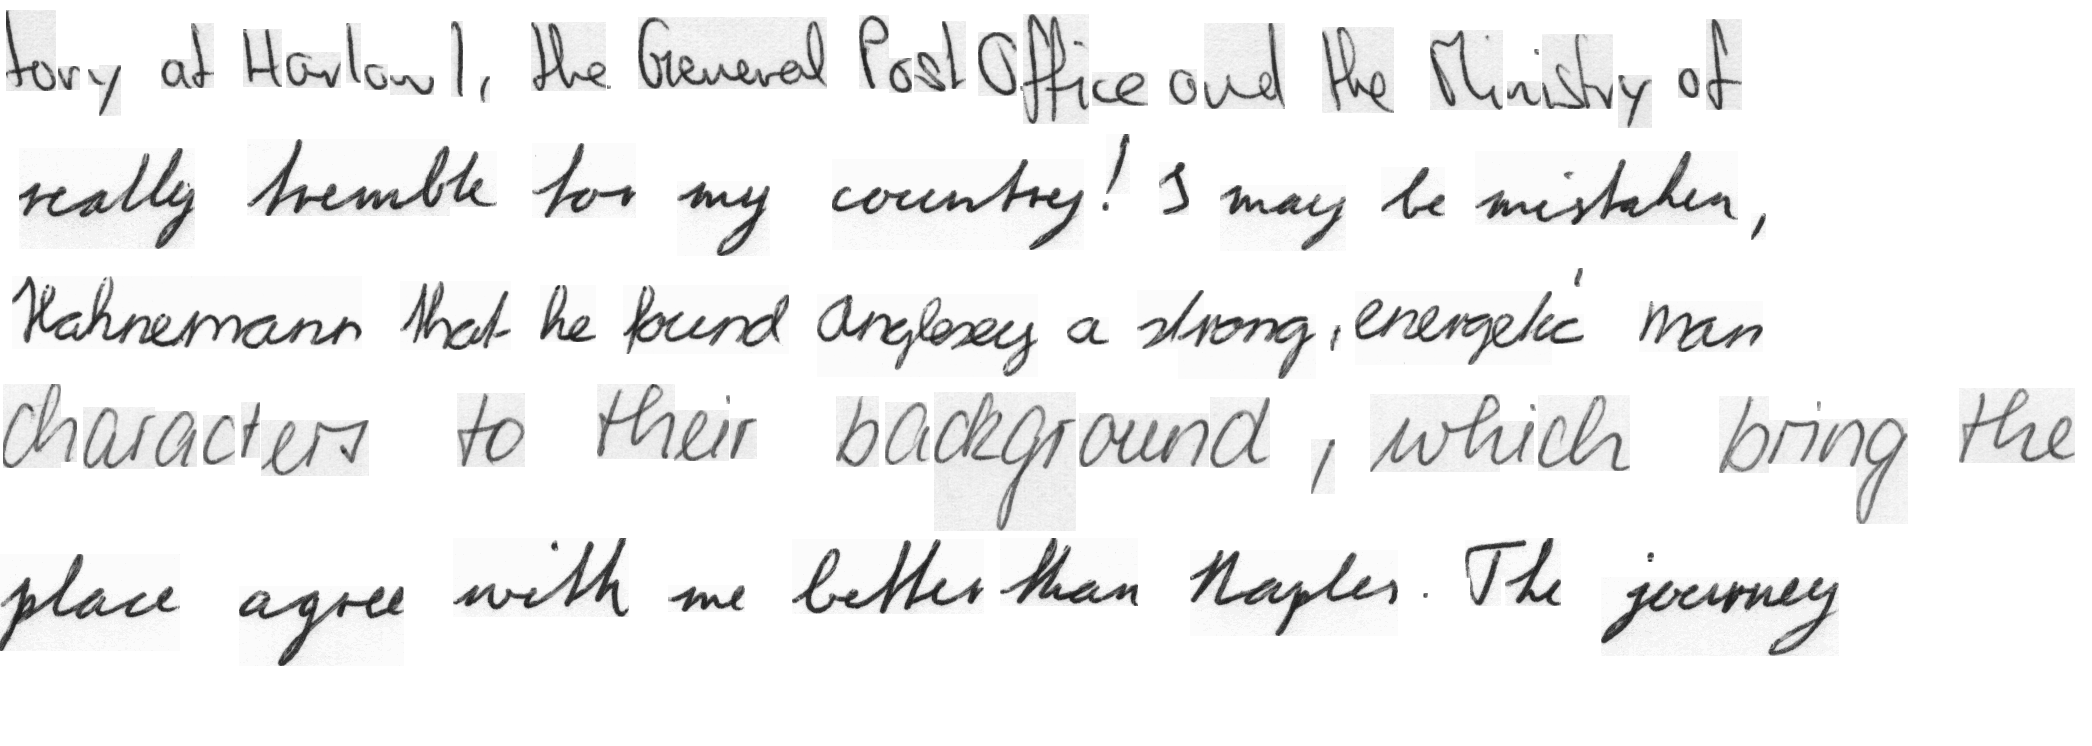 tory at Harlow), the General Post Office and the Ministry of
really tremble for my country! I may be mistaken,
Hahnemann that he found Anglesey a strong, energetic man
characters to their background, which bring the
place agree with me better than Naples. The journey